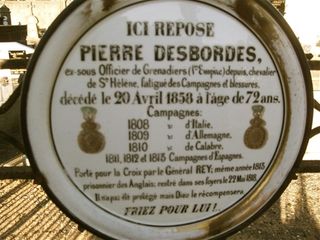 ICI REPOSE
PIERRE DESBORDES,
ex-sous Officier de Grenadiers (1er Empire) depuis, chevalier
de Ste Hélène, fatigué des Campagnes et blessures,
décédé le 20 Avril 1858 à l'âge de 72 ans.
Campagnes:
1808 " d'Italie,
1809 " d'Allemagne,
1810 " de Calabre.
1811, 1812 et 1813 Campagnes d'Espagnes.
Porté pour la Croix par le Général REY; même année 1813
prisonnier des Anglais; rentré dans ses foyers le 22 Mai 1818.
Il n'a pas été protégé mais Dieu le récompensera.
PRIEZ POUR LUI!.